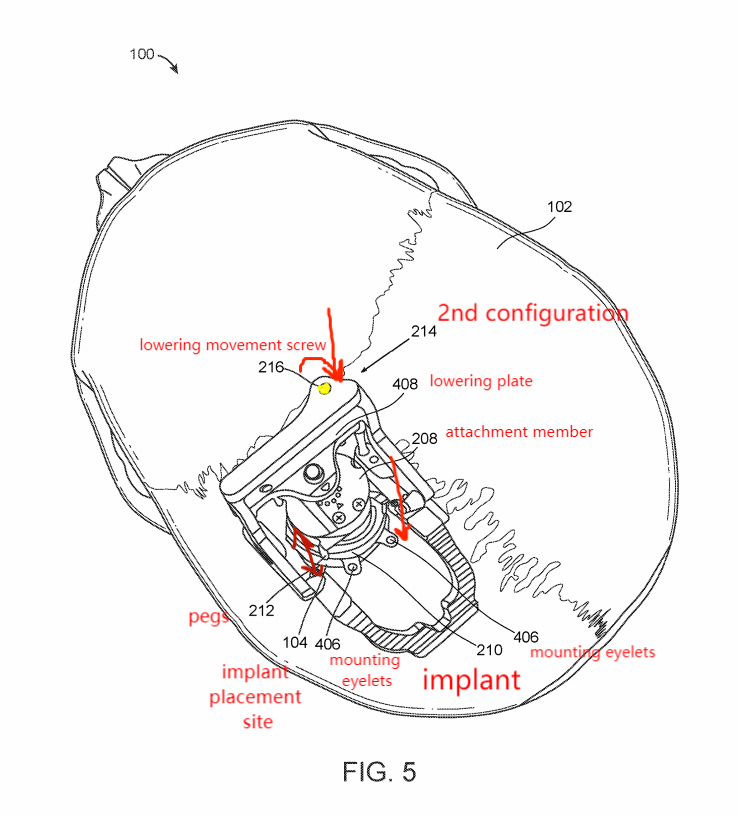 100
102
2nd configuration
214
lowering movement screw
216
408 lowering plate
208 attachment member
212
pegs
104
406
210
406
mounting eyelets
mounting
eyelets
implant
placement
site
implant
FIG. 5